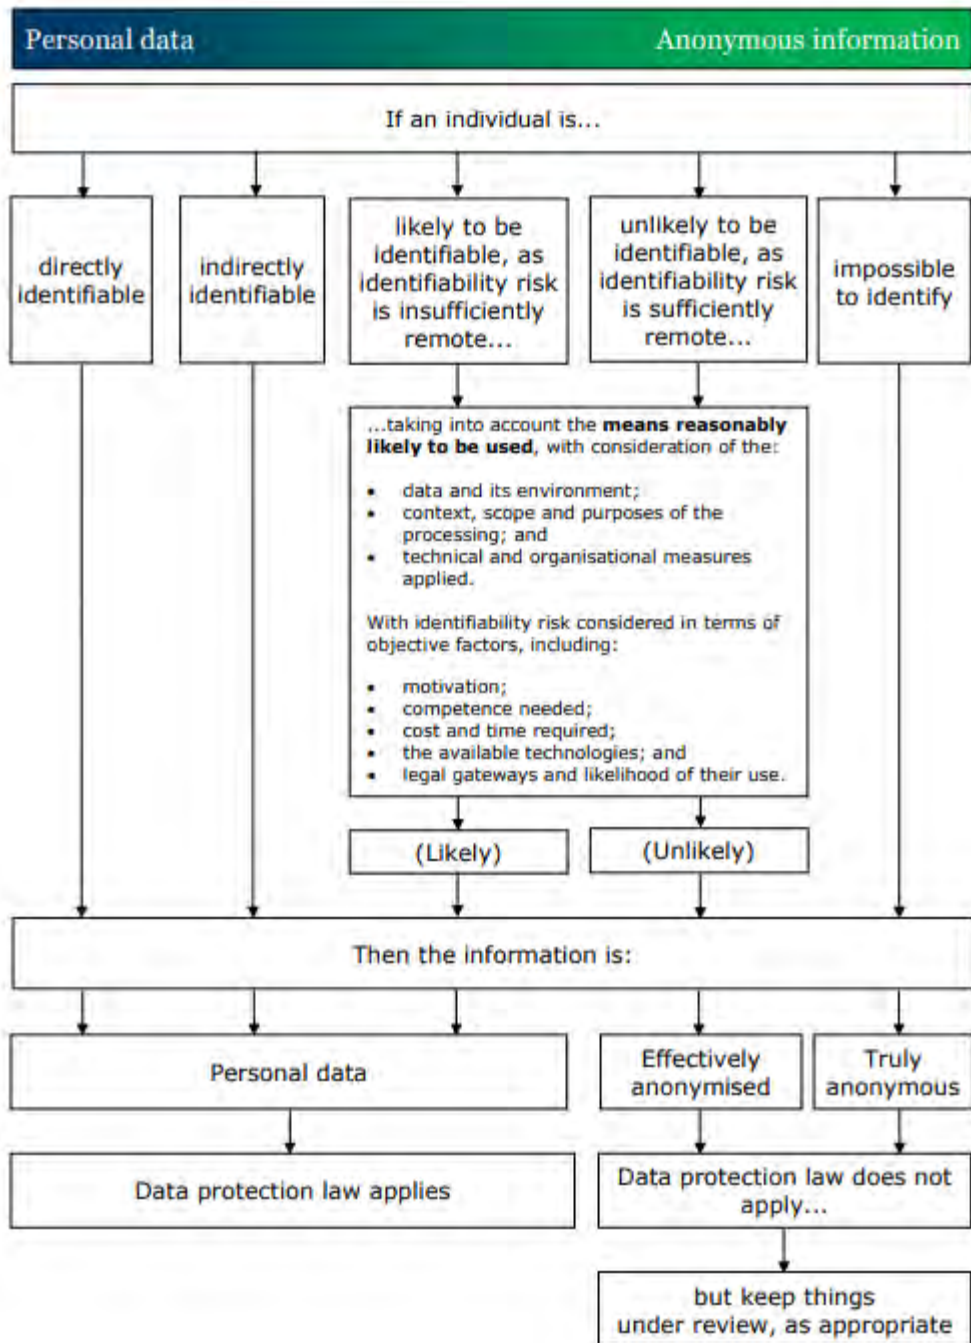 Personal data
Anonymous information
If an individual is...
directly
identifiable
indirectly
identifiable
likely to be
identifiable, as
identifiability risk
is insufficiently
remote...
unlikely to be
identifiable, as
identifiability risk
is sufficiently
remote...
impossible
to identify
...taking into account the means reasonably
likely to be used, with consideration of the:
• data and its environment;
• context, scope and purposes of the
processing; and
• technical and organisational measures
applied.
With identifiability risk considered in terms of
objective factors, including:
• motivation;
• competence needed;
• cost and time required;
• the available technologies; and
• legal gateways and likelihood of their use.
(Likely)
(Unlikely)
Then the information is:
Personal data
Effectively
anonymised
Truly
anonymous
Data protection law applies
Data protection law does not
apply...
but keep things
under review, as appropriate